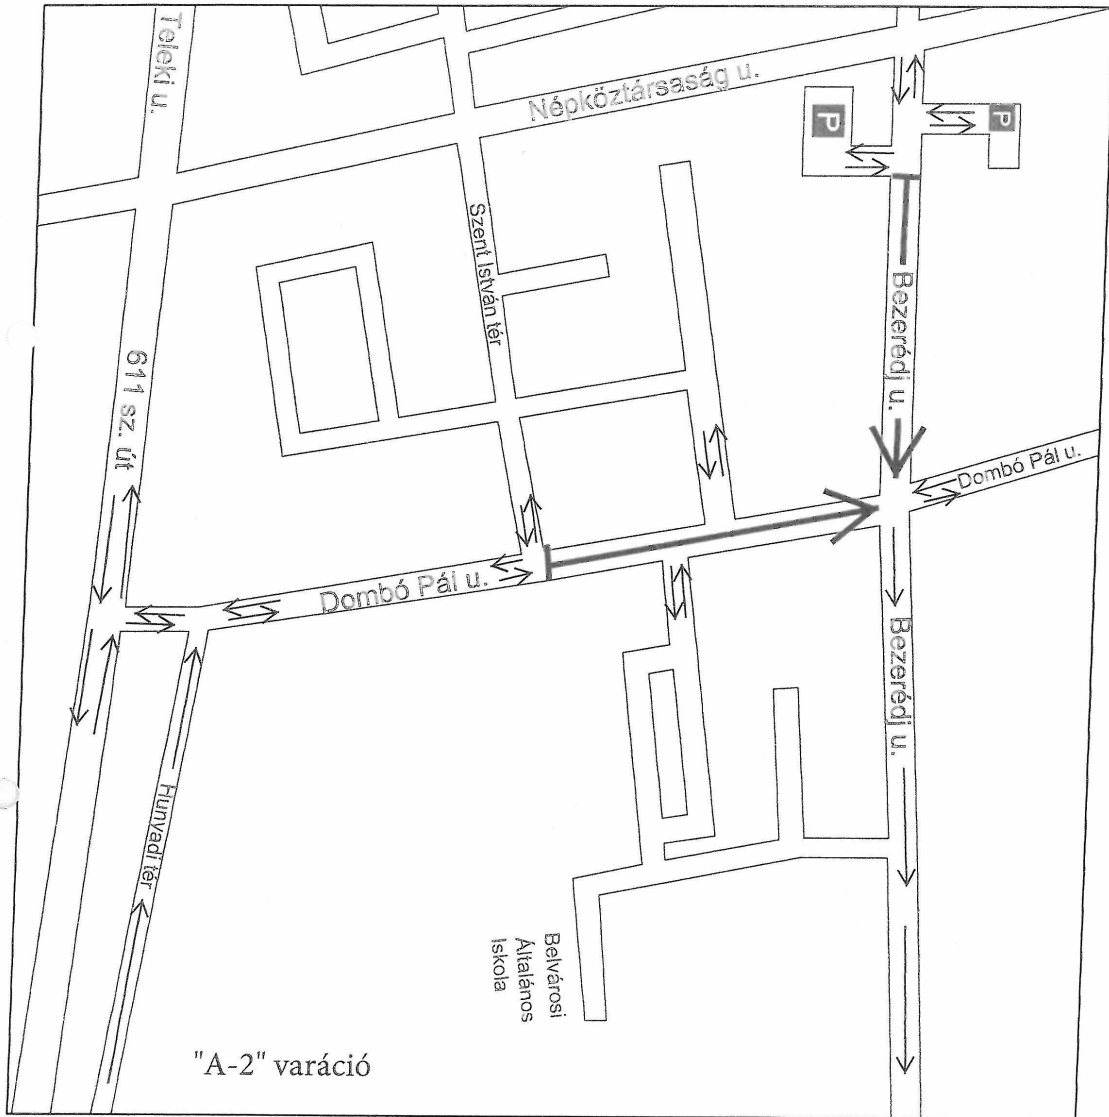 Teleki u.
Népköztársaság u.
P
P
Szent István tér
Bezerédj u.
611 sz. út
Dombó Pál u.
Dombó Pál u.
Bezerédj u.
Hunyadi tér
Belvárosi
Általános
Iskola
"A-2" varáció